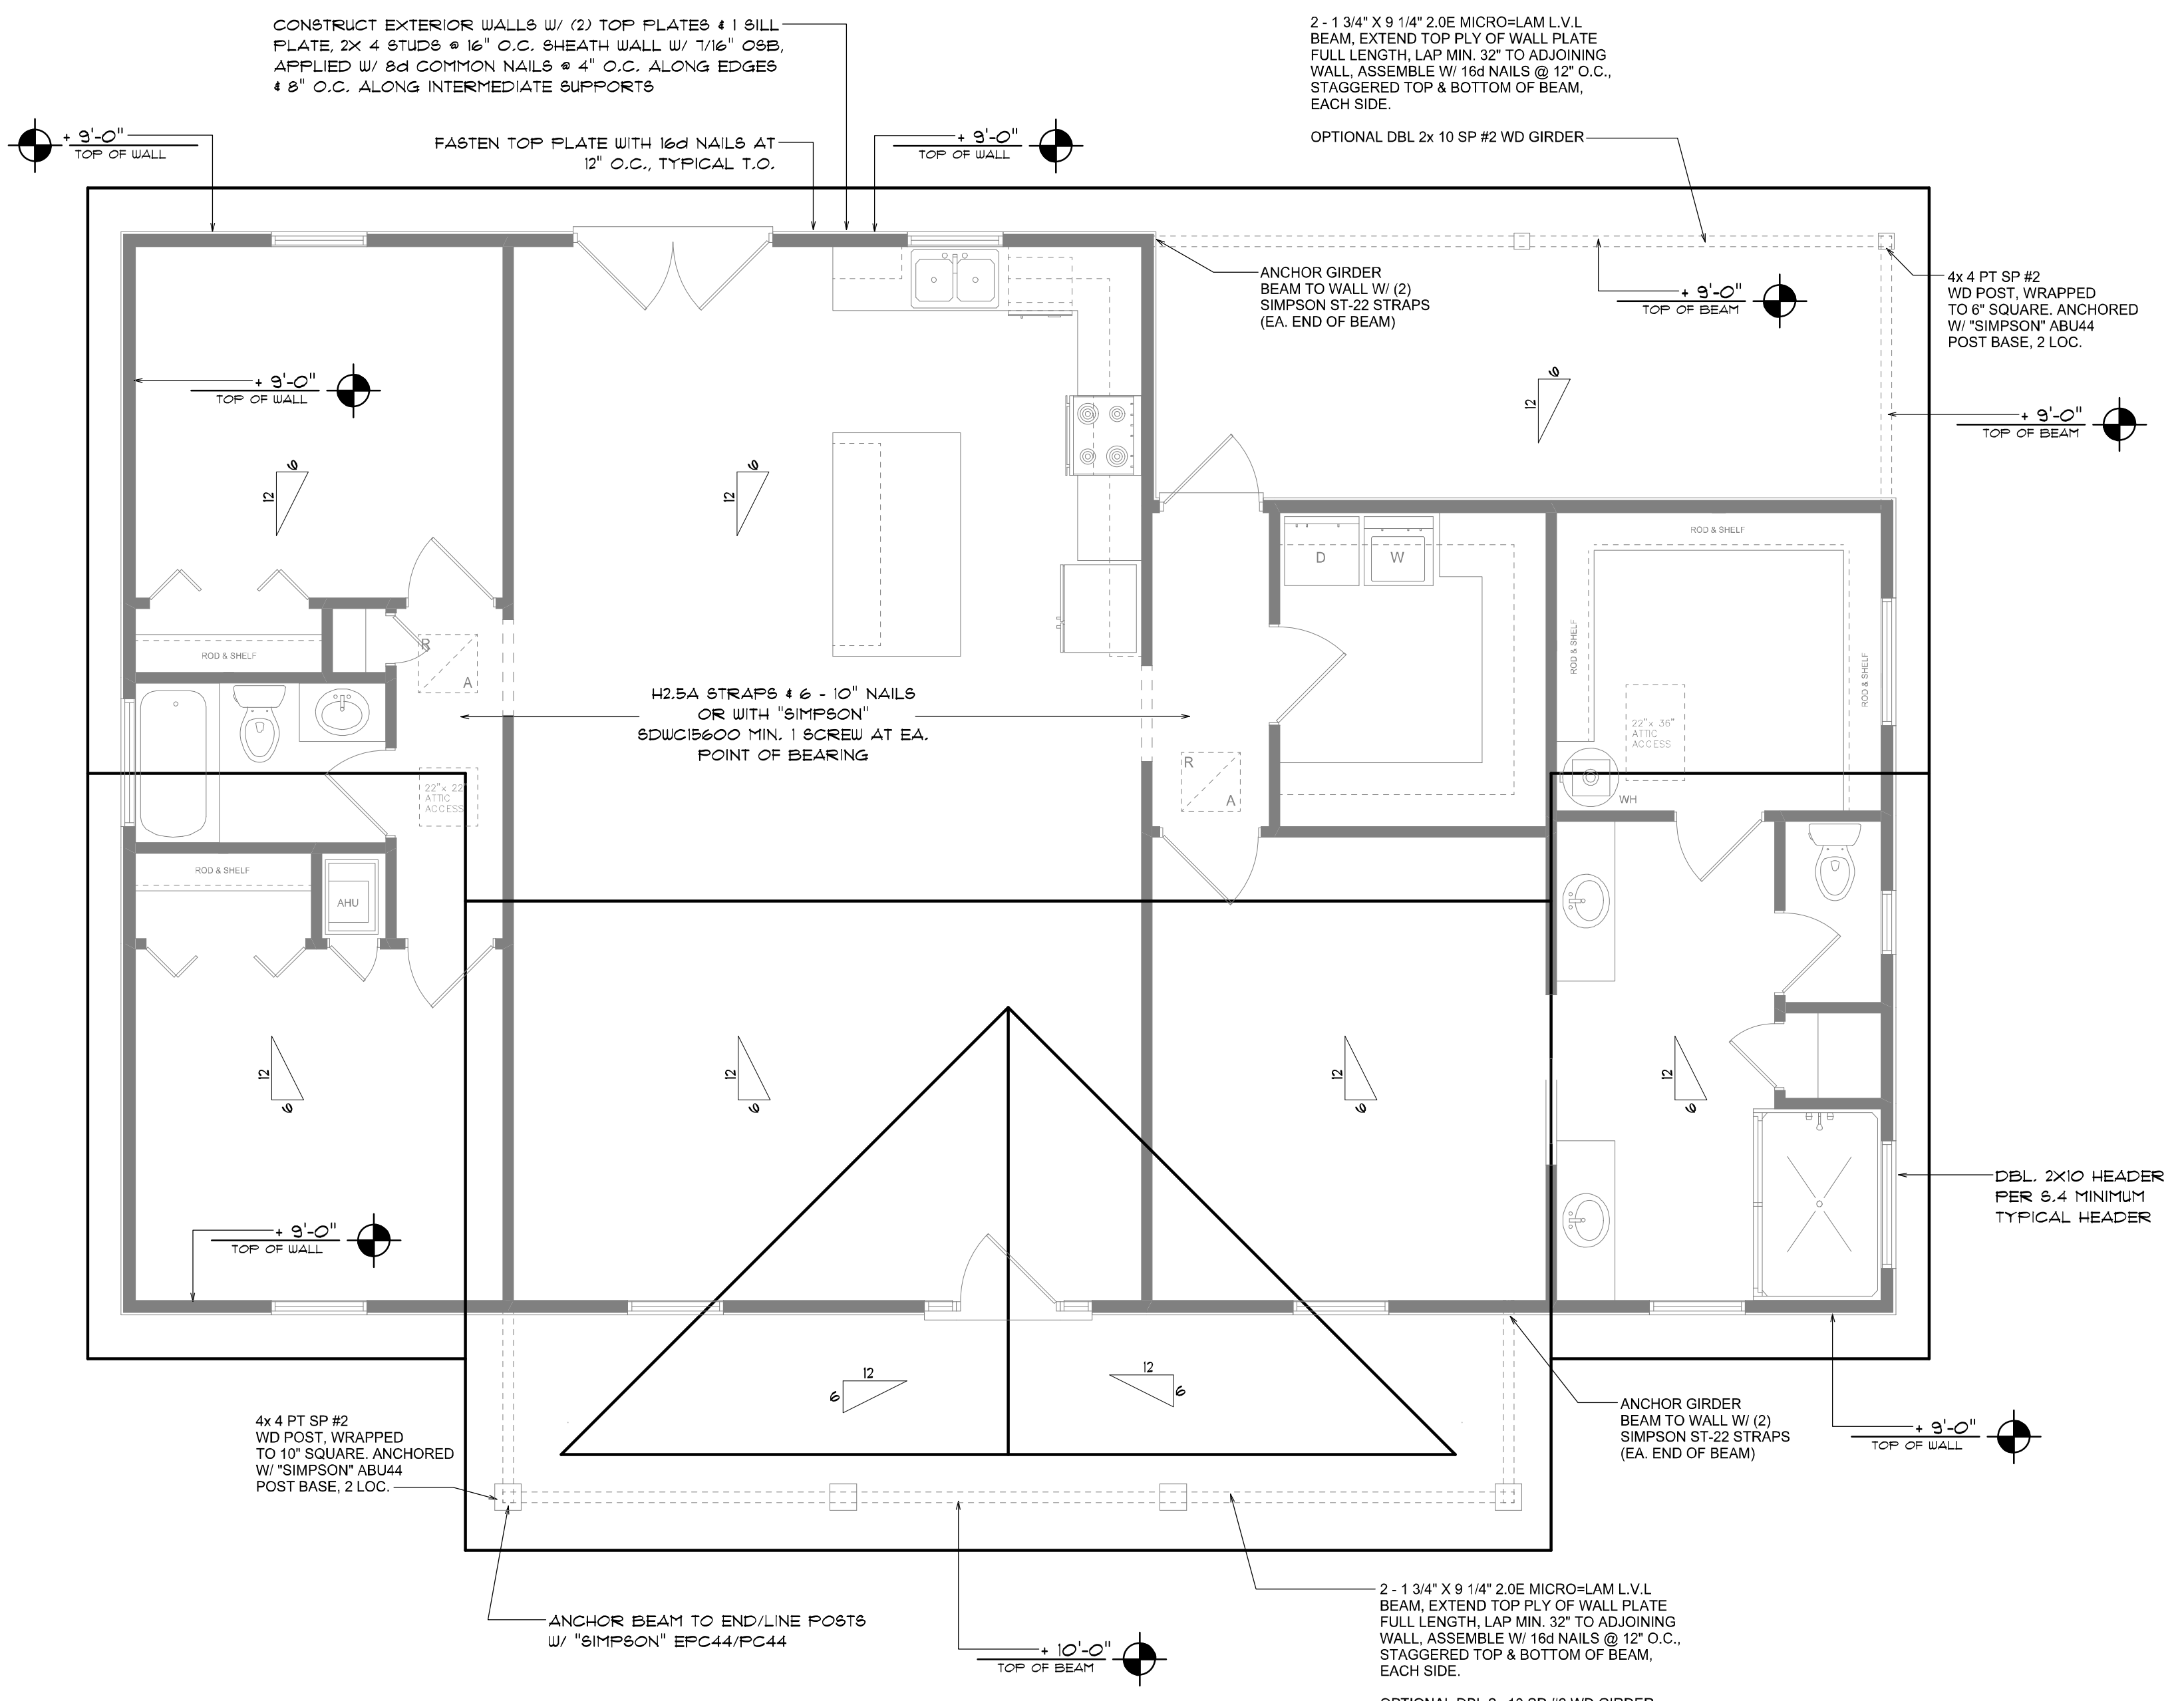 CONSTRUCT EXTERIOR WALLS W/ (2) TOP PLATES & 1 SILL
PLATE, 2X 4 STUDS @ 16" O.C. SHEATH WALL W/ 7/16" OSB,
APPLIED W/ 8d COMMON NAILS @ 4" O.C. ALONG EDGES
& 8" O.C. ALONG INTERMEDIATE SUPPORTS
2 - 1 3/4" X 9 1/4" 2.0E MICRO=LAM L.V.L
BEAM, EXTEND TOP PLY OF WALL PLATE
FULL LENGTH, LAP MIN. 32" TO ADJOINING
WALL, ASSEMBLE W/ 16d NAILS @ 12" O.C.,
STAGGERED TOP & BOTTOM OF BEAM,
EACH SIDE.
OPTIONAL DBL 2x 10 SP #2 WD GIRDER
+ 9'-0"
TOP OF WALL
FASTEN TOP PLATE WITH 16d NAILS AT
12" O.C., TYPICAL T.O.
+ 9'-0"
TOP OF WALL
ANCHOR GIRDER
BEAM TO WALL W/ (2)
SIMPSON ST-22 STRAPS
(EA. END OF BEAM)
+ 9'-0"
TOP OF BEAM
4x 4 PT SP #2
WD POST, WRAPPED
TO 6" SQUARE. ANCHORED
W/ "SIMPSON" ABU44
POST BASE, 2 LOC.
+ 9'-0"
TOP OF WALL
6
12
+ 9'-0"
TOP OF BEAM
6
12
6
12
ROD & SHELF
D
W
ROD & SHELF
ROD & SHELF
ROD & SHELF
R
A
H2.5A STRAPS & 6 - 10" NAILS
OR WITH "SIMPSON"
SDWC15600 MIN. 1 SCREW AT EA.
POINT OF BEARING
22"x 36"
ATTIC
ACCESS
R
A
22"x 22"
ATTIC
ACCESS
WH
ROD & SHELF
AHU
12
6
12
6
12
6
12
6
DBL. 2X10 HEADER
PER S.4 MINIMUM
TYPICAL HEADER
+ 9'-0"
TOP OF WALL
12
6
12
6
4x 4 PT SP #2
WD POST, WRAPPED
TO 10" SQUARE. ANCHORED
W/ "SIMPSON" ABU44
POST BASE, 2 LOC.
ANCHOR GIRDER
BEAM TO WALL W/ (2)
SIMPSON ST-22 STRAPS
(EA. END OF BEAM)
+ 9'-0"
TOP OF WALL
ANCHOR BEAM TO END/LINE POSTS
W/ "SIMPSON" EPC44/PC44
+ 10'-0"
TOP OF BEAM
2 - 1 3/4" X 9 1/4" 2.0E MICRO=LAM L.V.L
BEAM, EXTEND TOP PLY OF WALL PLATE
FULL LENGTH, LAP MIN. 32" TO ADJOINING
WALL, ASSEMBLE W/ 16d NAILS @ 12" O.C.,
STAGGERED TOP & BOTTOM OF BEAM,
EACH SIDE.